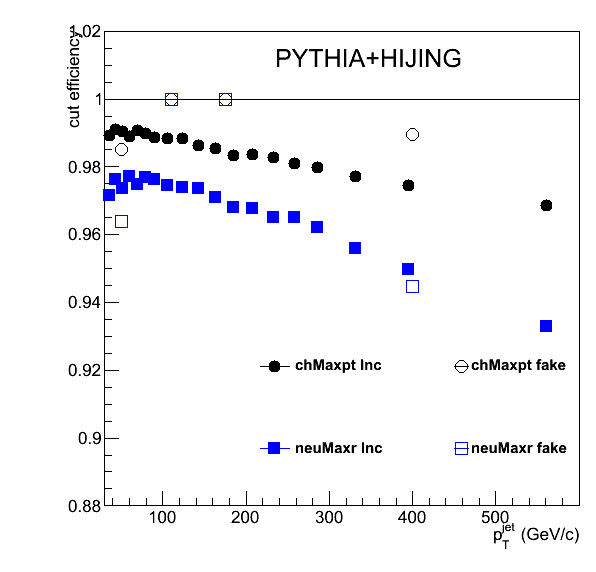 1.02
cut efficiency
PYTHIA+HIJING
1
0.98
0.96
0.94
0.92
chMaxpt Inc
chMaxpt fake
0.9
neuMaxr Inc
neuMaxr fake
0.88
100 200 300 400 500
p_T^jet (GeV/c)